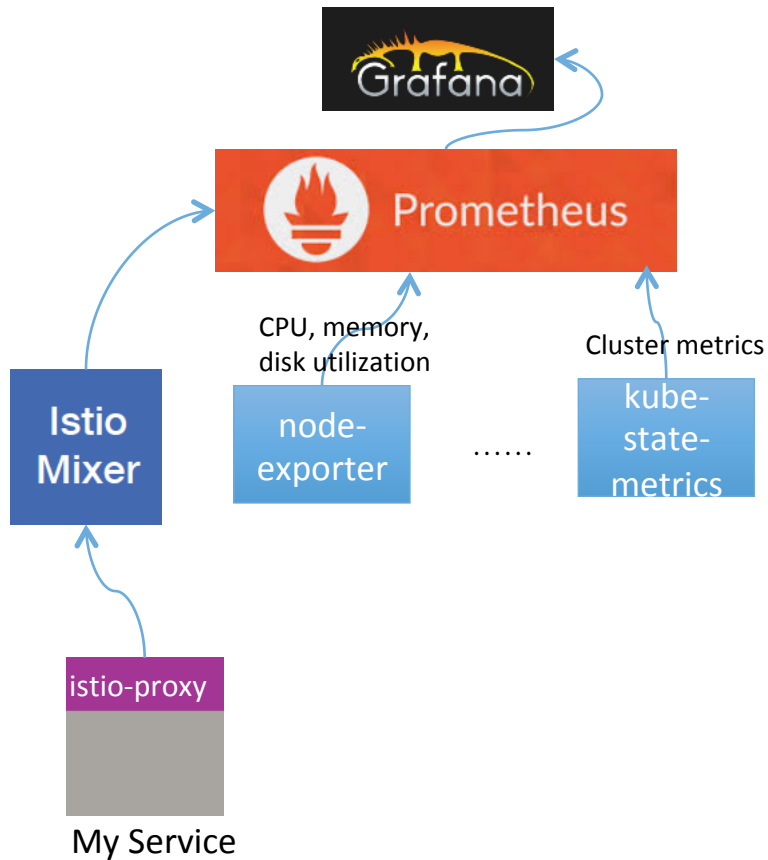 Grafana
Prometheus
CPU, memory,
disk utilization
Cluster metrics
Istio
Mixer
node-
exporter
......
kube-
state-
metrics
istio-proxy
My Service